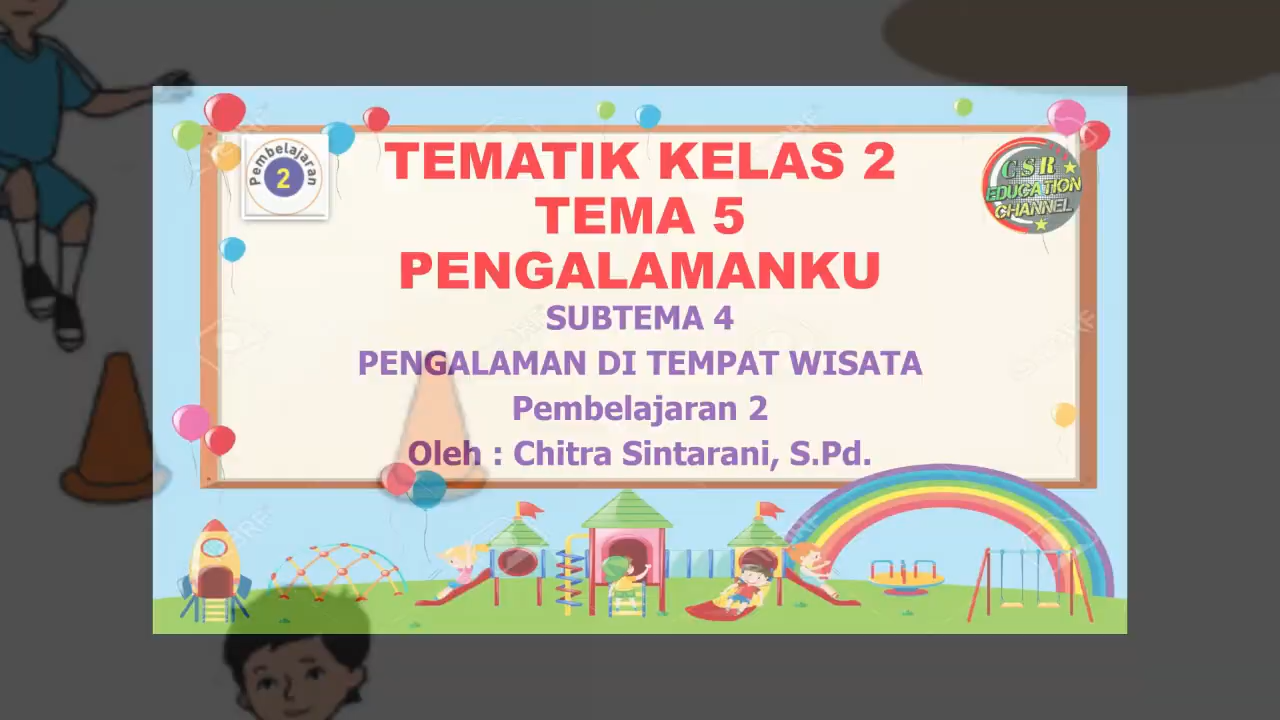 Pembelajaran
2
TEMATIK KELAS 2
TEMA 5
PENGALAMANKU
SUBTEMA 4
PENGALAMAN DI TEMPAT WISATA
Pembelajaran 2
Oleh : Chitra Sintarani, S.Pd.
CSR
EDUCATION
CHANNEL